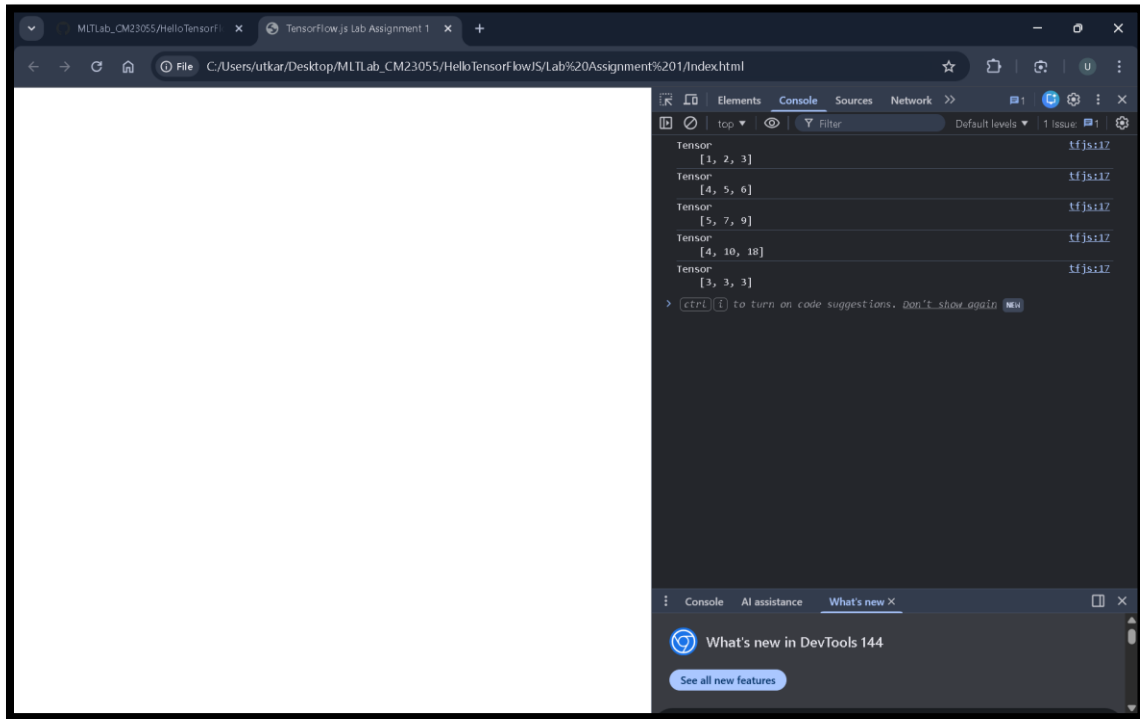 MLTLab_CM23055/HelloTensorFl
TensorFlow.js Lab Assignment 1
File C:/Users/utkar/Desktop/MLTLab_CM23055/HelloTensorFlowJS/Lab%20Assignment%201/Index.html
U
Elements Console Sources Network 1
top Filter Default levels 1 Issue: 1
Tensor tfjs:17
[1, 2, 3]
Tensor tfjs:17
[4, 5, 6]
Tensor tfjs:17
[5, 7, 9]
Tensor tfjs:17
[4, 10, 18]
Tensor tfjs:17
[3, 3, 3]
> ctrl i to turn on code suggestions. Don't show again NEW
Console AI assistance What's new
What's new in DevTools 144
See all new features